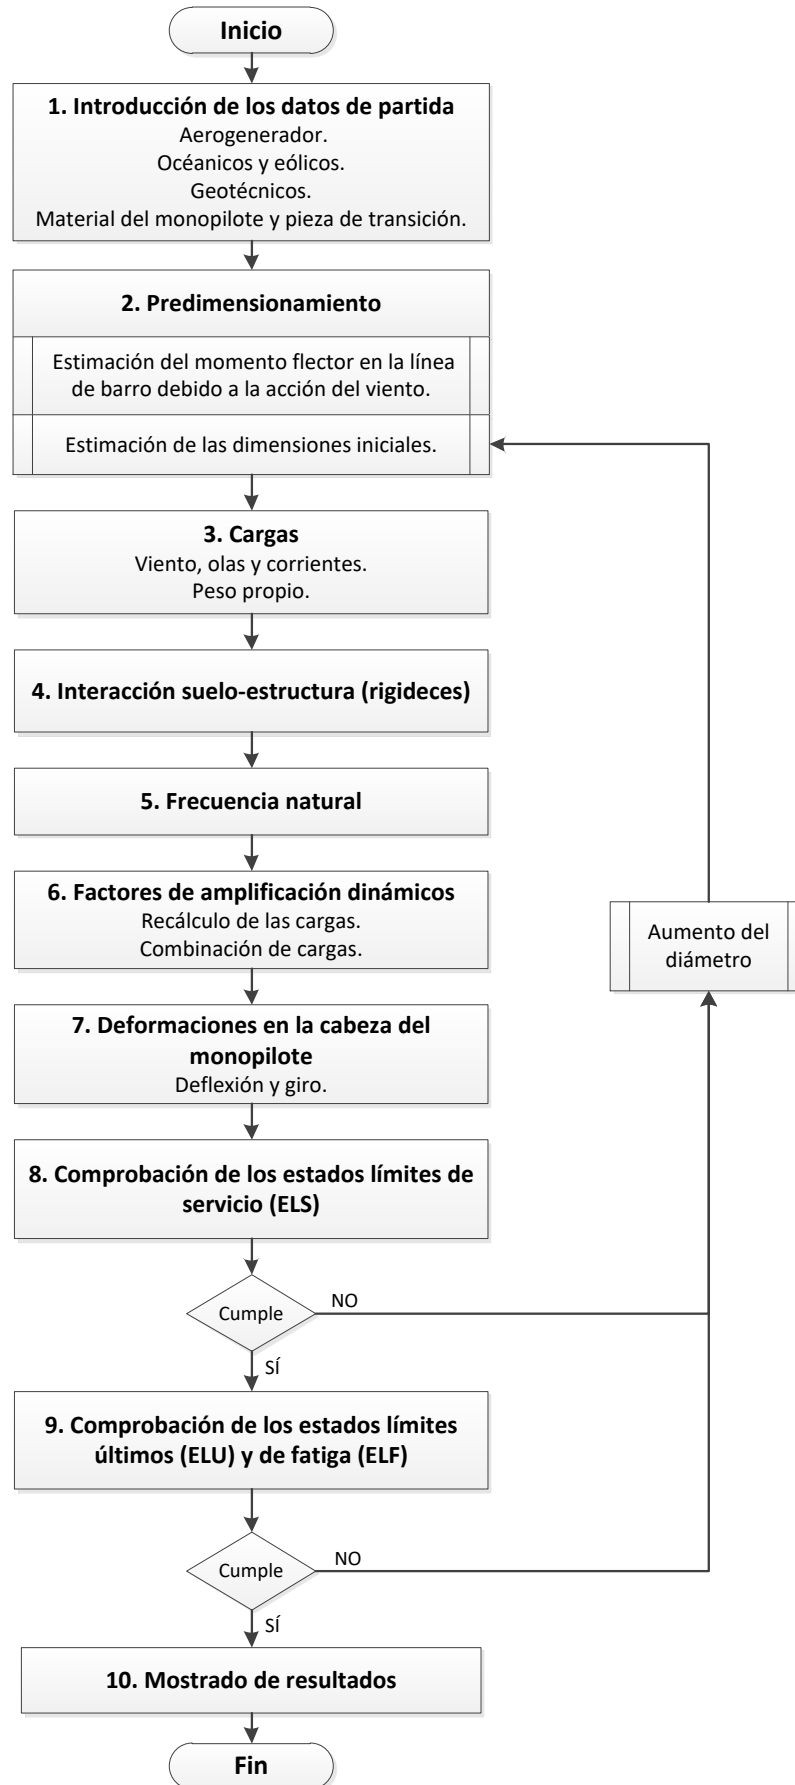 Inicio
1. Introducción de los datos de partida
Aerogenerador.
Océanicos y eólicos.
Geotécnicos.
Material del monopilote y pieza de transición.
2. Predimensionamiento
Estimación del momento flector en la línea
de barro debido a la acción del viento.
Estimación de las dimensiones iniciales.
3. Cargas
Viento, olas y corrientes.
Peso propio.
4. Interacción suelo-estructura (rigideces)
5. Frecuencia natural
6. Factores de amplificación dinámicos
Recálculo de las cargas.
Combinación de cargas.
Aumento del
diámetro
7. Deformaciones en la cabeza del
monopilote
Deflexión y giro.
8. Comprobación de los estados límites de
servicio (ELS)
Cumple
NO
SÍ
9. Comprobación de los estados límites
últimos (ELU) y de fatiga (ELF)
Cumple
NO
SÍ
10. Mostrado de resultados
Fin